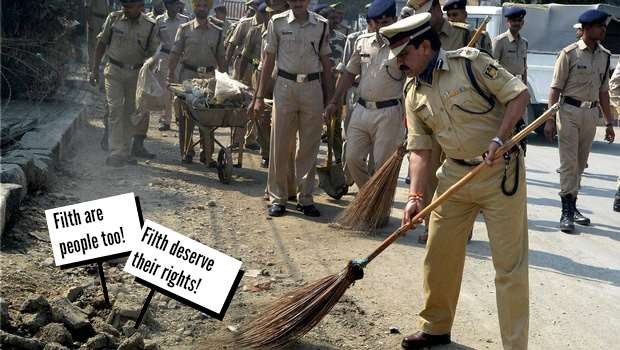 Filth are
people too!
Filth deserve
their rights!